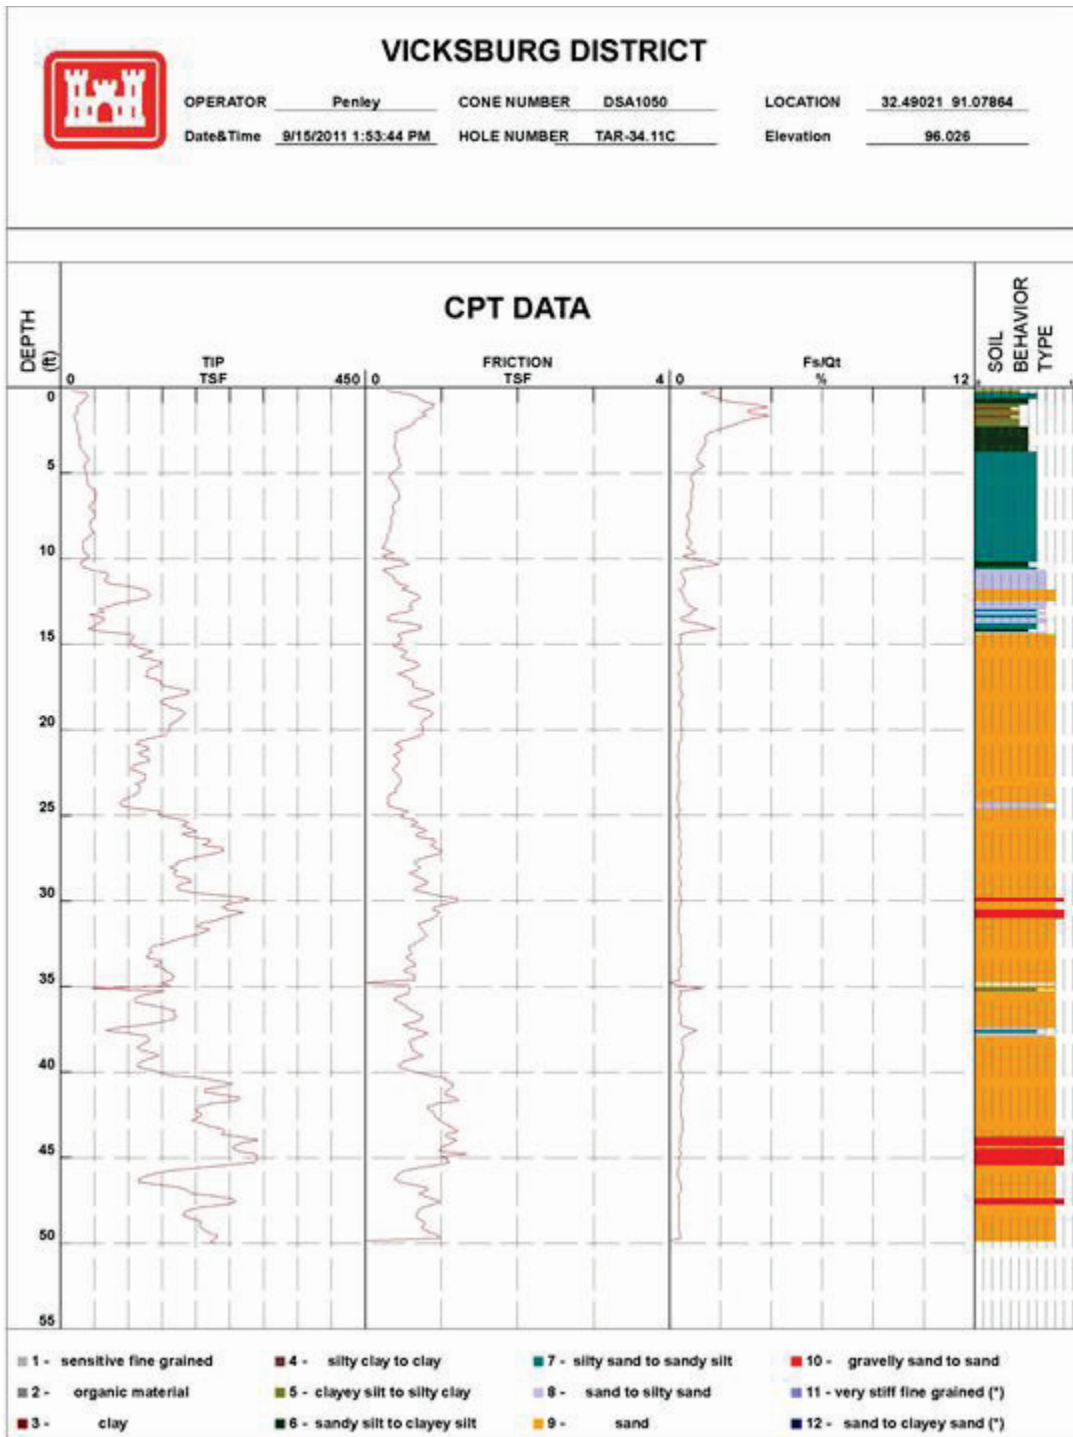 VICKSBURG DISTRICT
OPERATOR Penley CONE NUMBER DSA1050 LOCATION 32.49021 91.07864
Date&Time 9/15/2011 1:53:44 PM HOLE NUMBER TAR-34.11C Elevation 96.026
CPT DATA
DEPTH (ft)
SOIL BEHAVIOR TYPE
TIP FRICTION Fs/Qt
0 TSF 450 0 TSF 4 0 % 12
0
5
10
15
20
25
30
35
40
45
50
55
1 - sensitive fine grained 4 - silty clay to clay 7 - silty sand to sandy silt 10 - gravelly sand to sand
2 - organic material 5 - clayey silt to silty clay 8 - sand to silty sand 11 - very stiff fine grained (*)
3 - clay 6 - sandy silt to clayey silt 9 - sand 12 - sand to clayey sand (*)